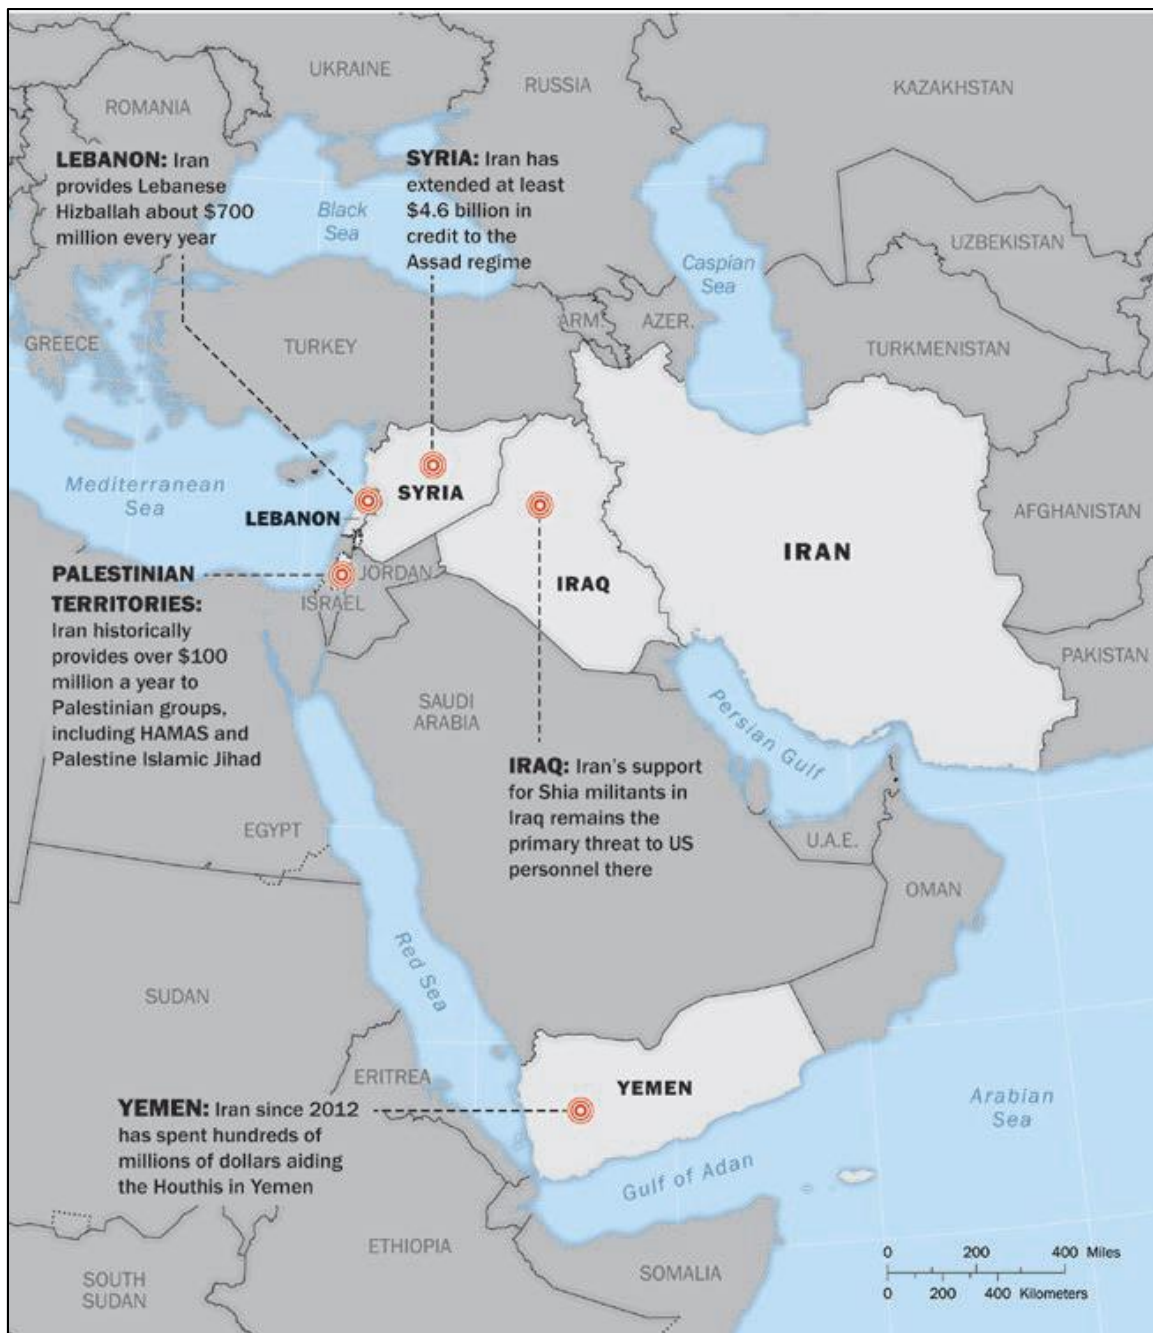 UKRAINE
RUSSIA
KAZAKHSTAN
ROMANIA
LEBANON: Iran
provides Lebanese
Hizballah about $700
million every year
SYRIA: Iran has
extended at least
$4.6 billion in
credit to the
Assad regime
Black
Sea
Caspian
Sea
UZBEKISTAN
GREECE
TURKEY
ARM.
AZER.
TURKMENISTAN
Mediterranean
Sea
SYRIA
LEBANON
IRAQ
IRAN
AFGHANISTAN
PALESTINIAN
TERRITORIES:
Iran historically
provides over $100
million a year to
Palestinian groups,
including HAMAS and
Palestine Islamic Jihad
JORDAN
ISRAEL
PAKISTAN
SAUDI
ARABIA
Persian Gulf
IRAQ: Iran's support
for Shia militants in
Iraq remains the
primary threat to US
personnel there
EGYPT
U.A.E.
OMAN
Red Sea
SUDAN
ERITREA
YEMEN
YEMEN: Iran since 2012
has spent hundreds of
millions of dollars aiding
the Houthis in Yemen
Arabian
Sea
Gulf of Adan
ETHIOPIA
SOMALIA
SOUTH
SUDAN
0 200 400 Miles
0 200 400 Kilometers